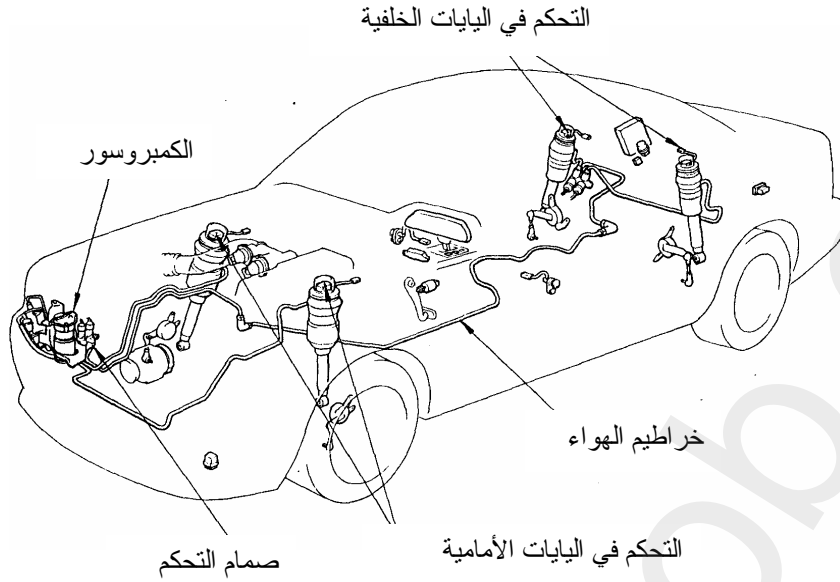 التحكم في اليايات الخلفية
الكمبروسور
خراطيم الهواء
التحكم في اليايات الأمامية
صمام التحكم